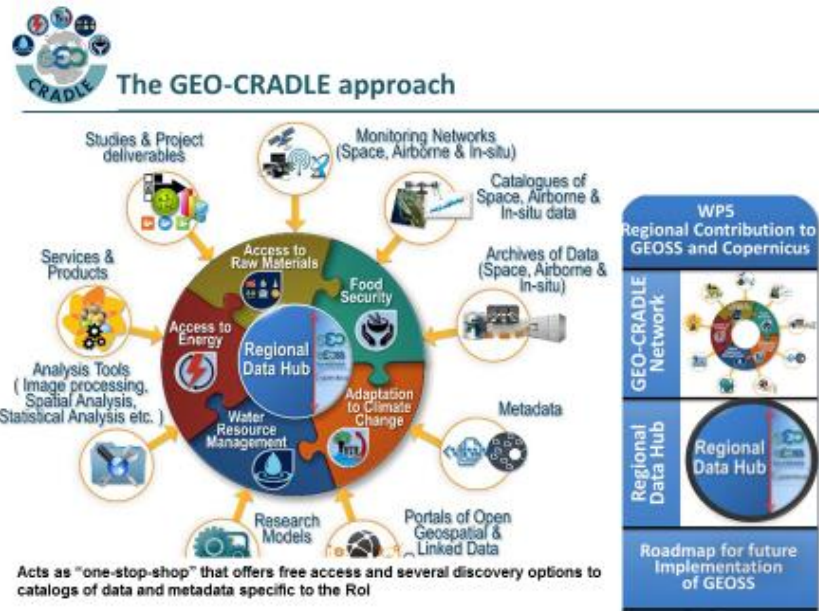 GEO
CRADLE
The GEO-CRADLE approach
Studies & Project
deliverables
Monitoring Networks
(Space, Airborne & In-situ)
Catalogues of
Space, Airborne &
In-situ data
Services &
Products
Archives of Data
(Space, Airborne &
In-situ)
Analysis Tools
( Image processing,
Spatial Analysis,
Statistical Analysis etc. )
Metadata
Research
Models
Portals of Open
Geospatial &
Linked Data
Access to
Raw Materials
Food
Security
Access to
Energy
Regional
Data Hub
Adaptation
to Climate
Change
Water
Resource
Management
Acts as "one-stop-shop" that offers free access and several discovery options to
catalogs of data and metadata specific to the RoI
WP5
Regional Contribution to
GEOSS and Copernicus
GEO-CRADLE
Network
Regional
Data Hub
Regional
Data Hub
Roadmap for future
Implementation
of GEOSS